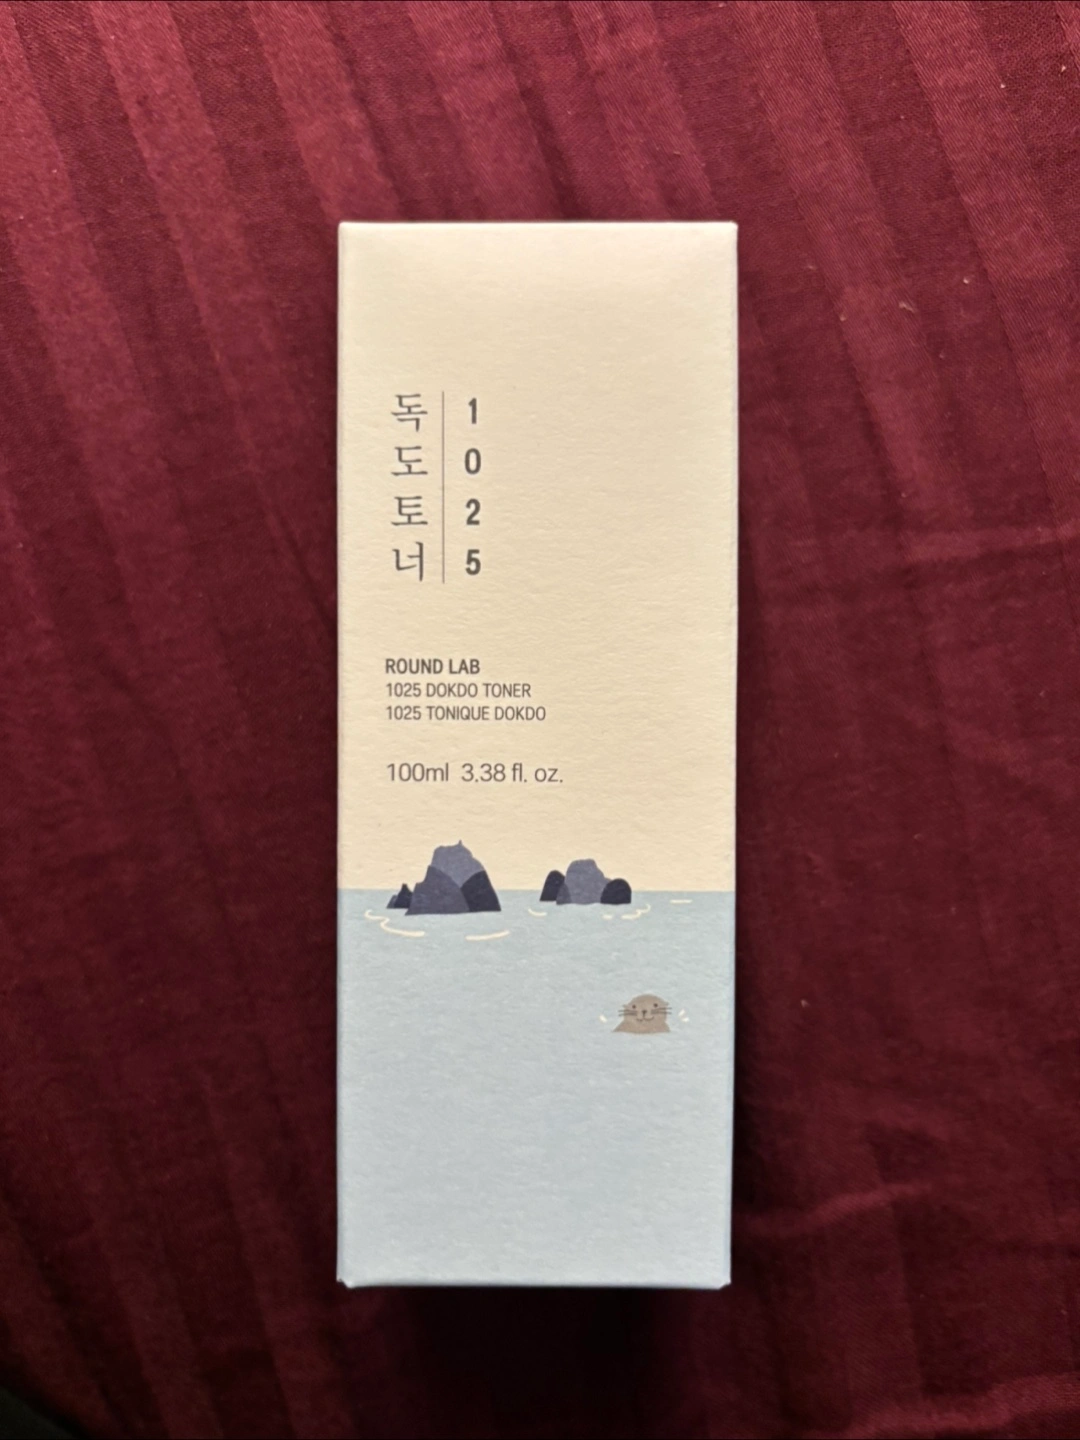 독도토너
1025
ROUND LAB
1025 DOKDO TONER
1025 TONIQUE DOKDO
100ml 3.38 fl. oz.